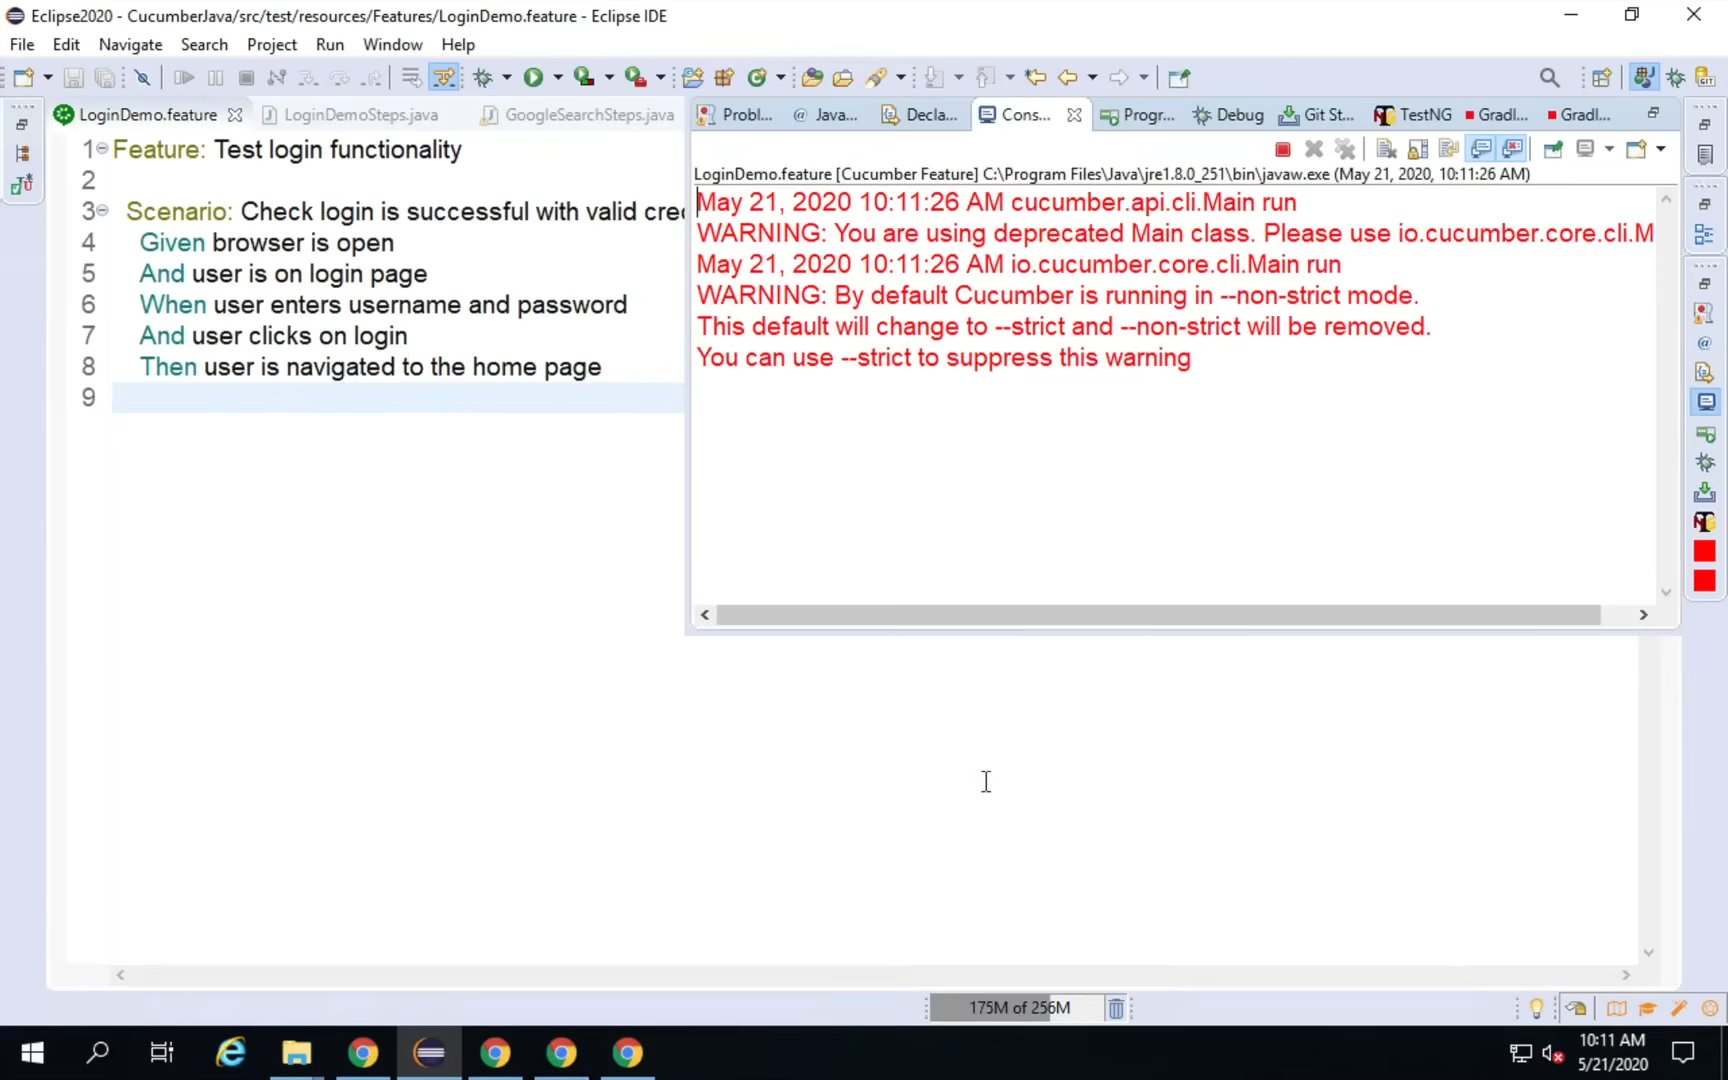 Eclipse2020 - CucumberJava/src/test/resources/Features/LoginDemo.feature - Eclipse IDE
File Edit Navigate Search Project Run Window Help
LoginDemo.feature LoginDemoSteps.java GoogleSearchSteps.java
Probl... Java... Decla... Cons... Progr... Debug Git St... TestNG Gradl... Gradl...
LoginDemo.feature [Cucumber Feature] C:\Program Files\Java\jre1.8.0_251\bin\javaw.exe (May 21, 2020, 10:11:26 AM)
1 Feature: Test login functionality
2
3 Scenario: Check login is successful with valid cre
4 Given browser is open
5 And user is on login page
6 When user enters username and password
7 And user clicks on login
8 Then user is navigated to the home page
9
May 21, 2020 10:11:26 AM cucumber.api.cli.Main run
WARNING: You are using deprecated Main class. Please use io.cucumber.core.cli.M
May 21, 2020 10:11:26 AM io.cucumber.core.cli.Main run
WARNING: By default Cucumber is running in --non-strict mode.
This default will change to --strict and --non-strict will be removed.
You can use --strict to suppress this warning
175M of 256M
10:11 AM
5/21/2020